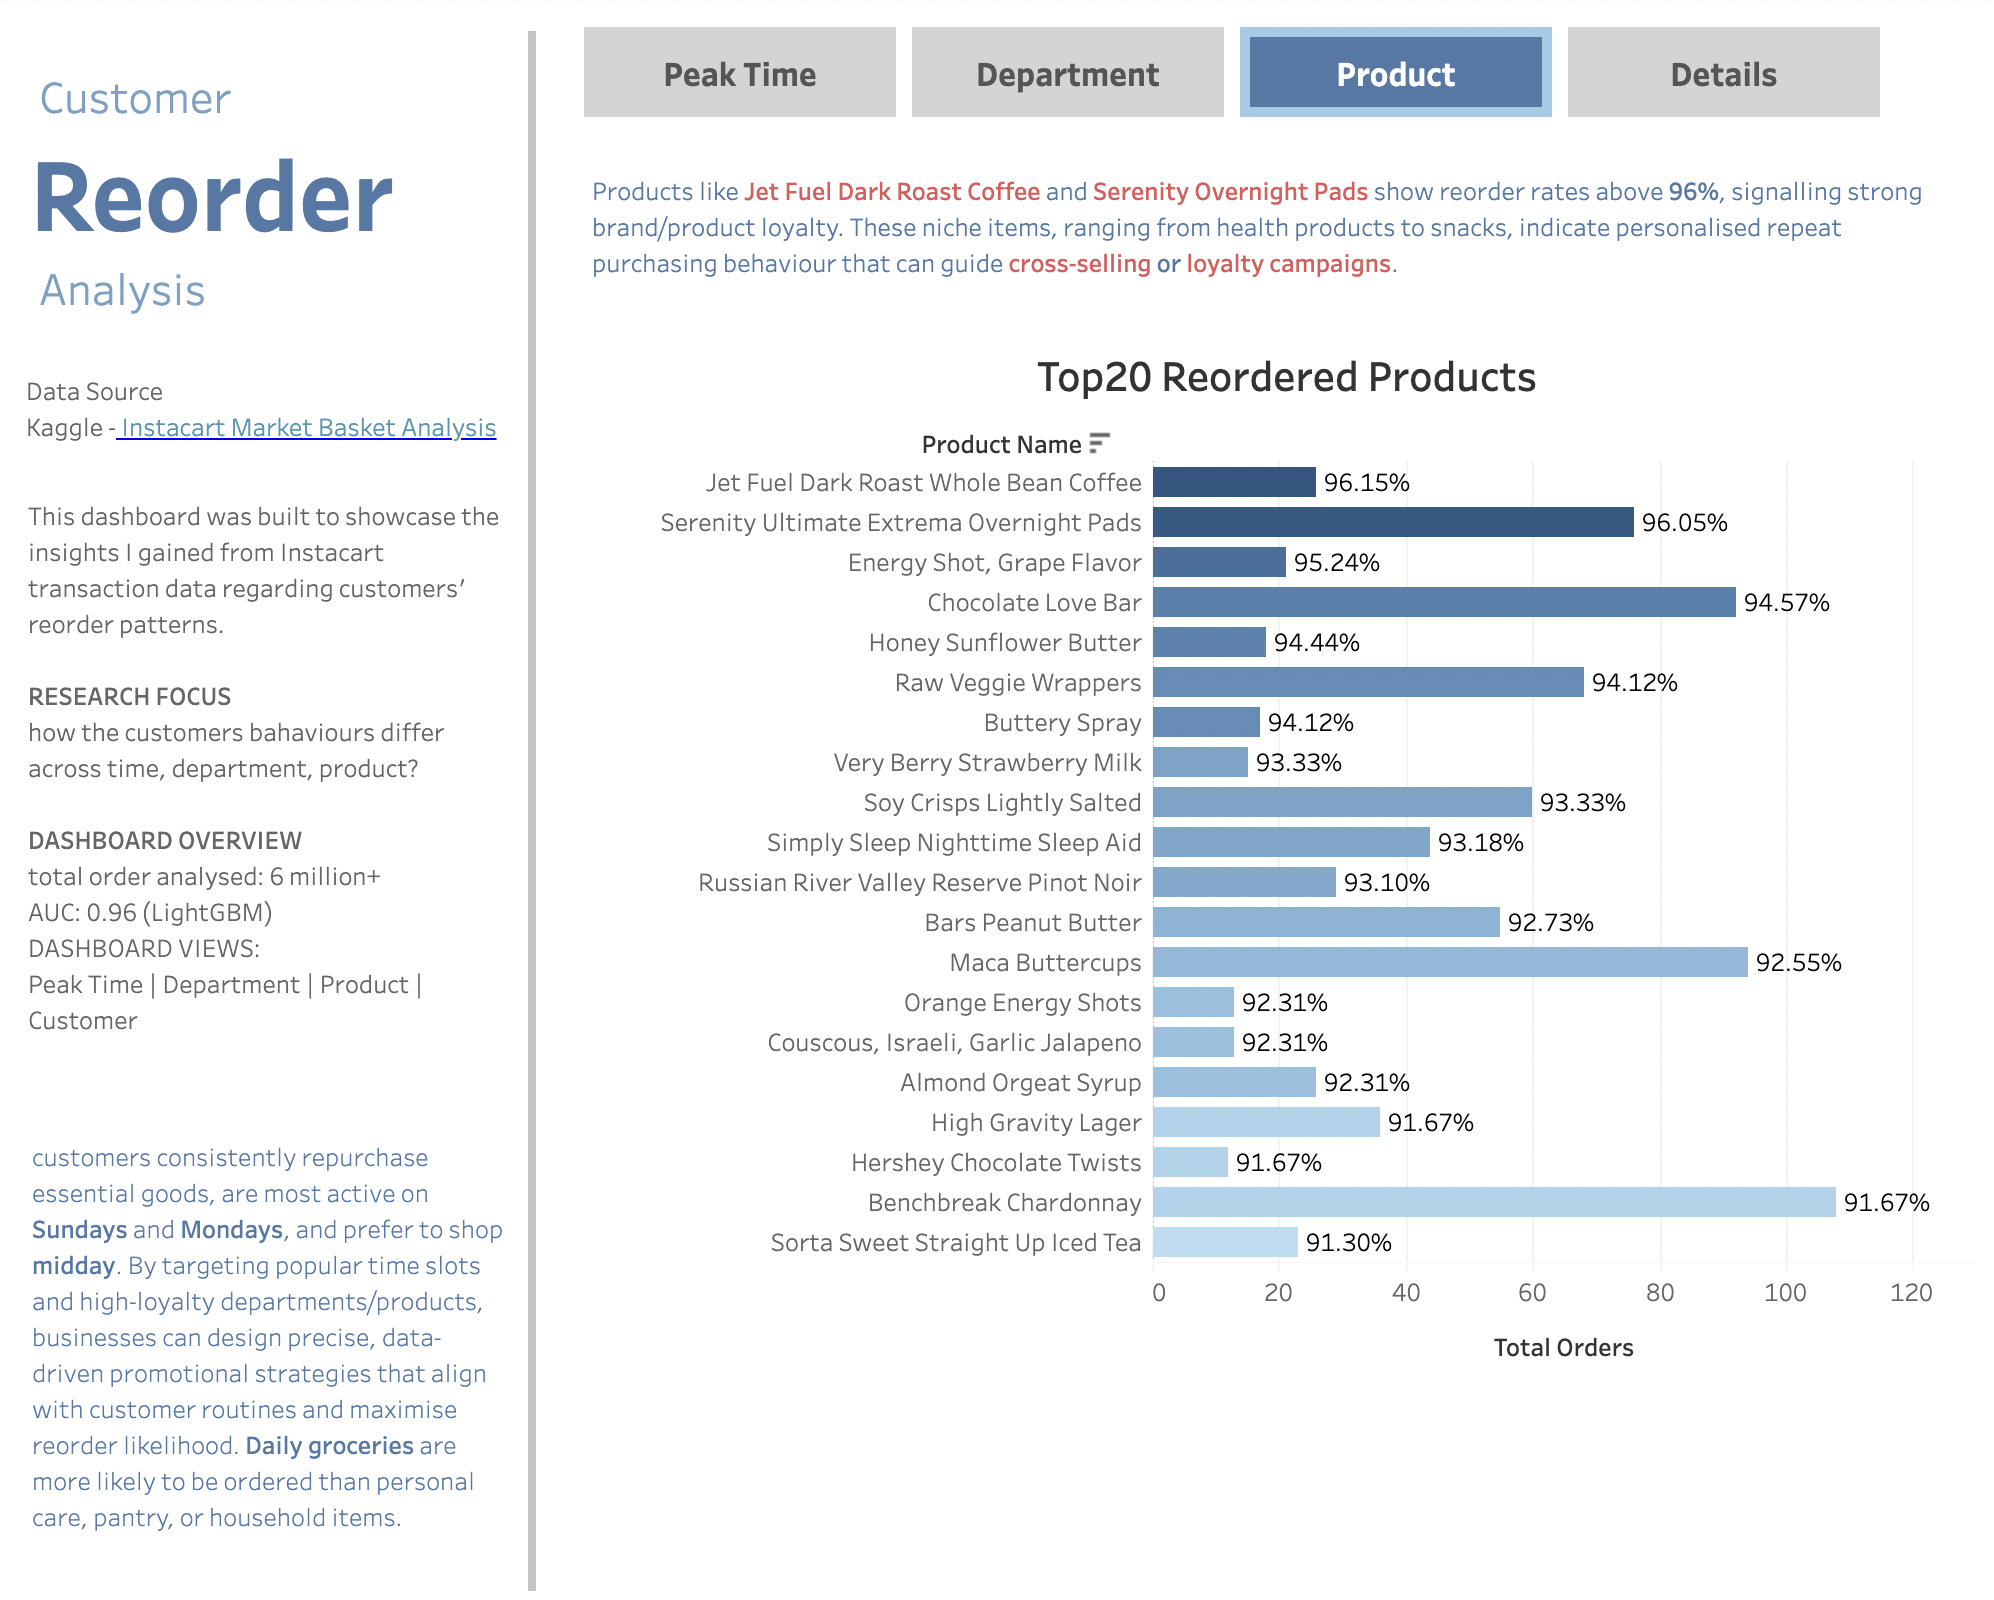 Customer
Reorder
Analysis
Data Source
Kaggle - Instacart Market Basket Analysis
This dashboard was built to showcase the
insights I gained from Instacart
transaction data regarding customers’
reorder patterns.
RESEARCH FOCUS
how the customers bahaviours differ
across time, department, product?
DASHBOARD OVERVIEW
total order analysed: 6 million+
AUC: 0.96 (LightGBM)
DASHBOARD VIEWS:
Peak Time | Department | Product |
Customer
customers consistently repurchase
essential goods, are most active on
Sundays and Mondays, and prefer to shop
midday. By targeting popular time slots
and high-loyalty departments/products,
businesses can design precise, data-
driven promotional strategies that align
with customer routines and maximise
reorder likelihood. Daily groceries are
more likely to be ordered than personal
care, pantry, or household items.
Peak Time Department Product Details
Products like Jet Fuel Dark Roast Coffee and Serenity Overnight Pads show reorder rates above 96%, signalling strong
brand/product loyalty. These niche items, ranging from health products to snacks, indicate personalised repeat
purchasing behaviour that can guide cross-selling or loyalty campaigns.
Top20 Reordered Products
Product Name
Jet Fuel Dark Roast Whole Bean Coffee 96.15%
Serenity Ultimate Extrema Overnight Pads 96.05%
Energy Shot, Grape Flavor 95.24%
Chocolate Love Bar 94.57%
Honey Sunflower Butter 94.44%
Raw Veggie Wrappers 94.12%
Buttery Spray 94.12%
Very Berry Strawberry Milk 93.33%
Soy Crisps Lightly Salted 93.33%
Simply Sleep Nighttime Sleep Aid 93.18%
Russian River Valley Reserve Pinot Noir 93.10%
Bars Peanut Butter 92.73%
Maca Buttercups 92.55%
Orange Energy Shots 92.31%
Couscous, Israeli, Garlic Jalapeno 92.31%
Almond Orgeat Syrup 92.31%
High Gravity Lager 91.67%
Hershey Chocolate Twists 91.67%
Benchbreak Chardonnay 91.67%
Sorta Sweet Straight Up Iced Tea 91.30%
0 20 40 60 80 100 120
Total Orders